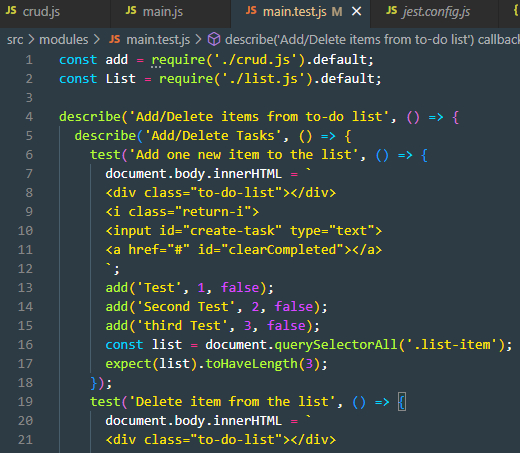 JS crud.js JS main.js JS main.test.js M × JS jest.config.js
src > modules > JS main.test.js > describe('Add/Delete items from to-do list') callback
1 const add = require('./crud.js').default;
2 const List = require('./list.js').default;
3
4 describe('Add/Delete items from to-do list', () => {
5 describe('Add/Delete Tasks', () => {
6 test('Add one new item to the list', () => {
7 document.body.innerHTML = `
8 <div class="to-do-list"></div>
9 <i class="return-i">
10 <input id="create-task" type="text">
11 <a href="#" id="clearCompleted"></a>
12 `;
13 add('Test', 1, false);
14 add('Second Test', 2, false);
15 add('third Test', 3, false);
16 const list = document.querySelectorAll('.list-item');
17 expect(list).toHaveLength(3);
18 });
19 test('Delete item from the list', () => {
20 document.body.innerHTML = `
21 <div class="to-do-list"></div>